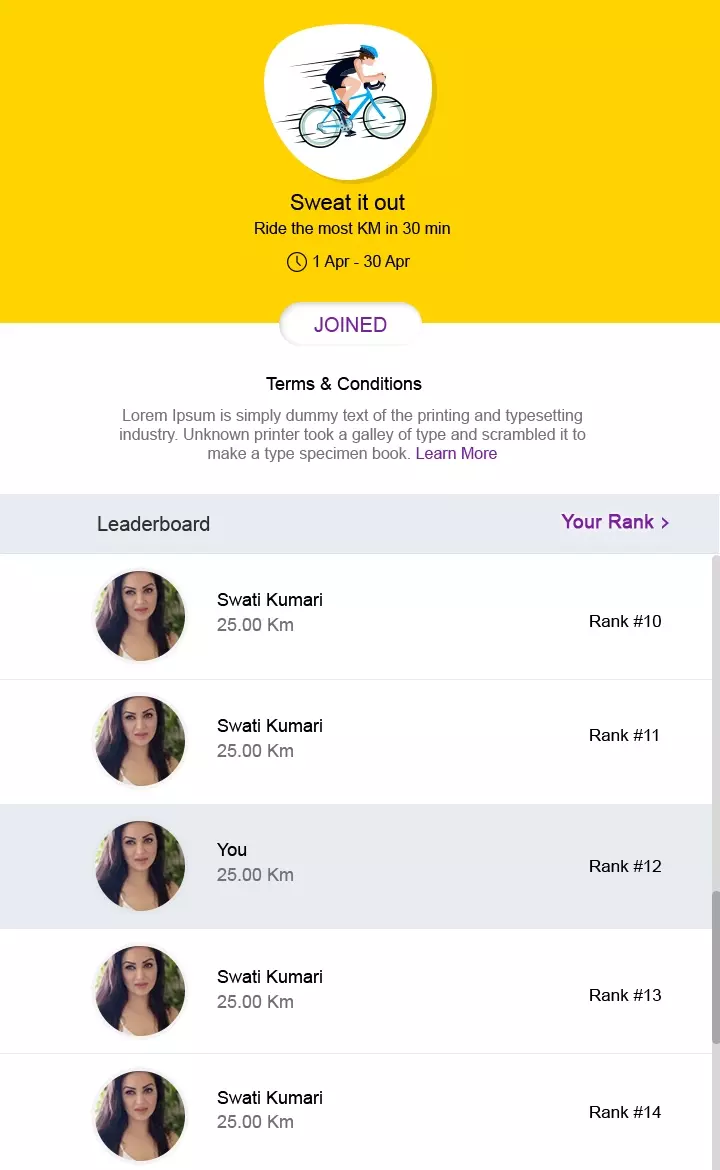 Sweat it out
Ride the most KM in 30 min
1 Apr - 30 Apr
JOINED
Terms & Conditions
Lorem Ipsum is simply dummy text of the printing and typesetting
industry. Unknown printer took a galley of type and scrambled it to
make a type specimen book. Learn More
Leaderboard
Your Rank >
Swati Kumari
25.00 Km
Rank #10
Swati Kumari
25.00 Km
Rank #11
You
25.00 Km
Rank #12
Swati Kumari
25.00 Km
Rank #13
Swati Kumari
25.00 Km
Rank #14